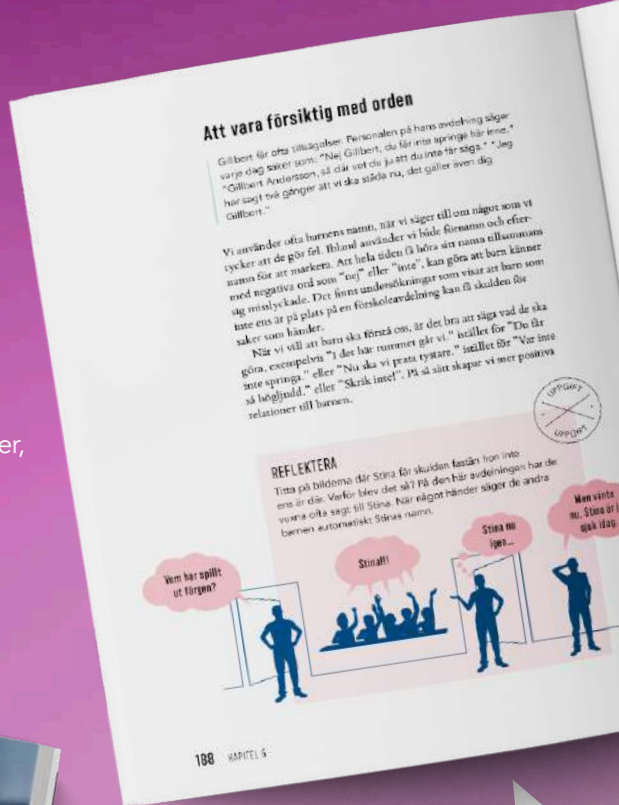 Att vara försiktig med orden
Gillbert får ofta tillsägelser. Personalen på hans avdelning säger
varje dag saker som: "Nej Gillbert, du får inte springa här inne."
"Gillbert Andersson, så där vet du ju att du inte får säga." "Jag
har sagt två gånger att vi ska städa nu, det gäller även dig
Gillbert."
Vi använder ofta barnens namn, när vi säger till om något som vi
tycker att de gör fel. Ibland använder vi både förnamn och efter-
namn för att markera. Att hela tiden få höra sitt namn tillsammans
med negativa ord som "nej" eller "inte", kan göra att barn känner
sig misslyckade. Det finns undersökningar som visar att barn som
inte ens är på plats på en förskoleavdelning kan få skulden för
saker som händer.
När vi vill att barn ska förstå oss, är det bra att säga vad de ska
göra, exempelvis "I det här rummet går vi." istället för "Du får
inte springa." eller "Nu ska vi prata tystare." istället för "Var inte
så högljudd." eller "Skrik inte!". På så sätt skapar vi mer positiva
relationer till barnen.
UPPGIFT
UPPGIFT
er,
REFLEKTERA
Titta på bilderna där Stina får skulden fastän hon inte
ens är där. Varför blev det så? På den här avdelningen har de
vuxna ofta sagt till Stina. När något händer säger de andra
barnen automatiskt Stinas namn.
Vem har spillt
ut färgen?
Stina!!!
Stina nu
igen...
Men vänta
nu, Stina är j
sjuk idag.
188 KAPITEL 6